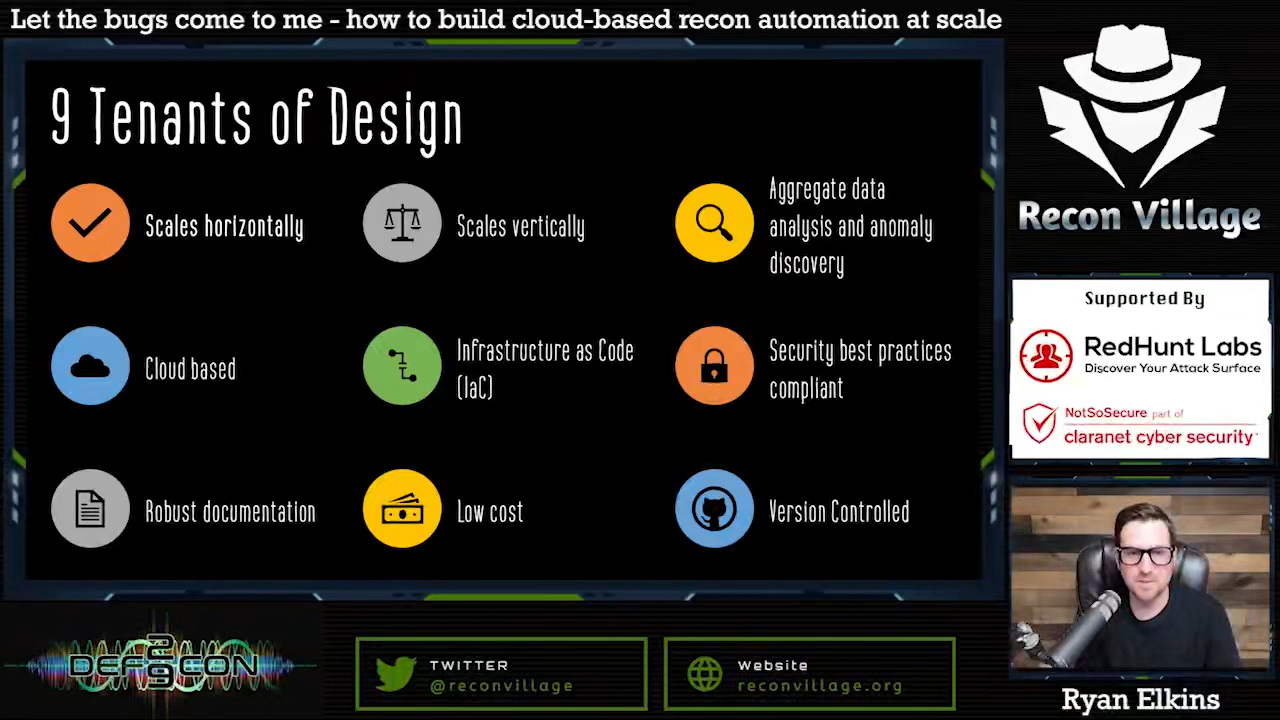 Let the bugs come to me - how to build cloud-based recon automation at scale
9 Tenants of Design
Scales horizontally
Scales vertically
Aggregate data
analysis and anomaly
discovery
Cloud based
Infrastructure as Code
(IaC)
Security best practices
compliant
Robust documentation
Low cost
Version Controlled
Recon Village
Supported By
RedHunt Labs
Discover Your Attack Surface
NotSoSecure part of
claranet cyber security
DEF CON
29
TWITTER
@reconvillage
Website
reconvillage.org
Ryan Elkins